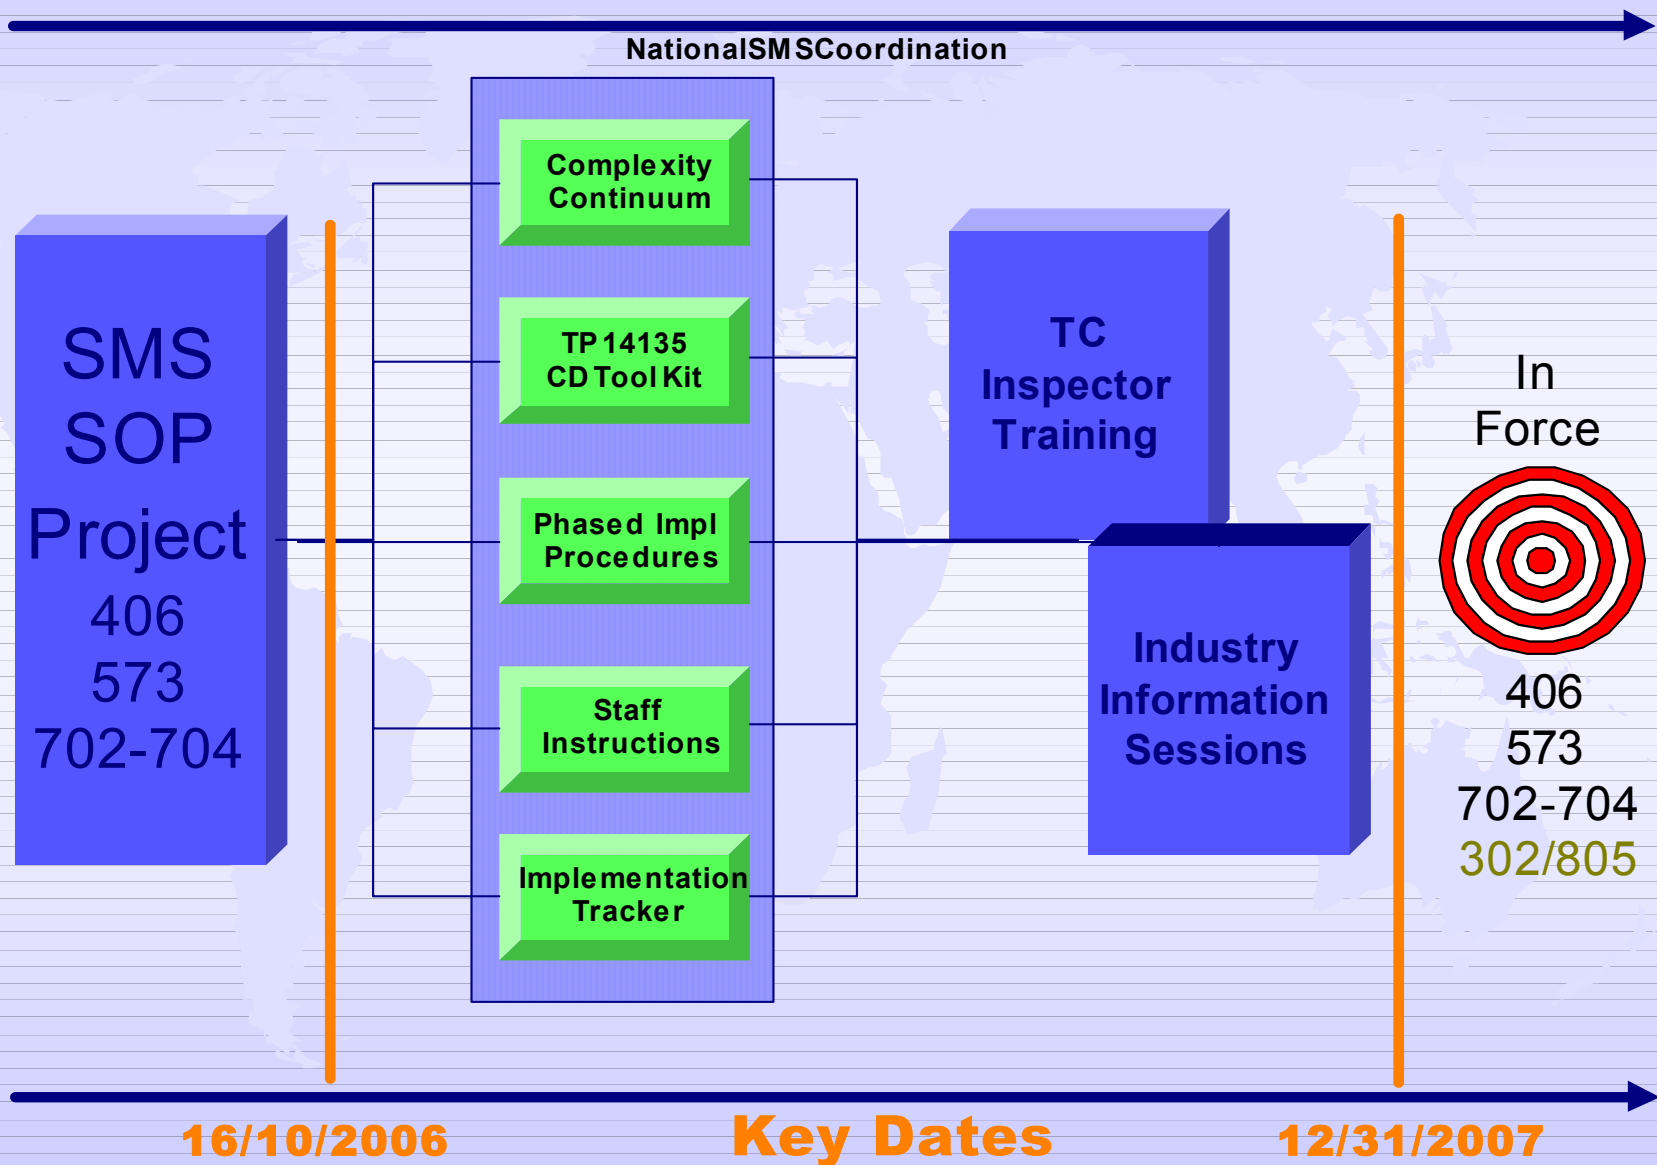 NationalSMSCoordination
SMS
SOP
Project
406
573
702-704
Complexity
Continuum
TP 14135
CD Tool Kit
Phased Impl
Procedures
Staff
Instructions
Implementation
Tracker
TC
Inspector
Training
Industry
Information
Sessions
In
Force
406
573
702-704
302/805
16/10/2006
Key Dates
12/31/2007